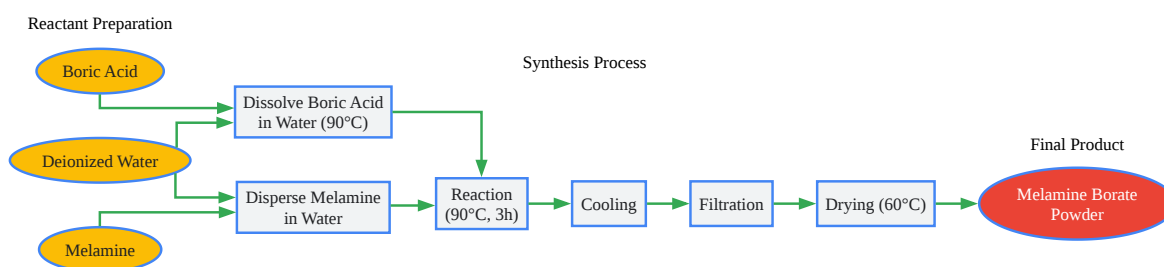 Reactant Preparation
Boric Acid
Synthesis Process
Dissolve Boric Acid
in Water (90°C)
Deionized Water
Final Product
Disperse Melamine
in Water
Reaction
(90°C, 3h)
Cooling
Filtration
Drying (60°C)
Melamine Borate
Powder
Melamine